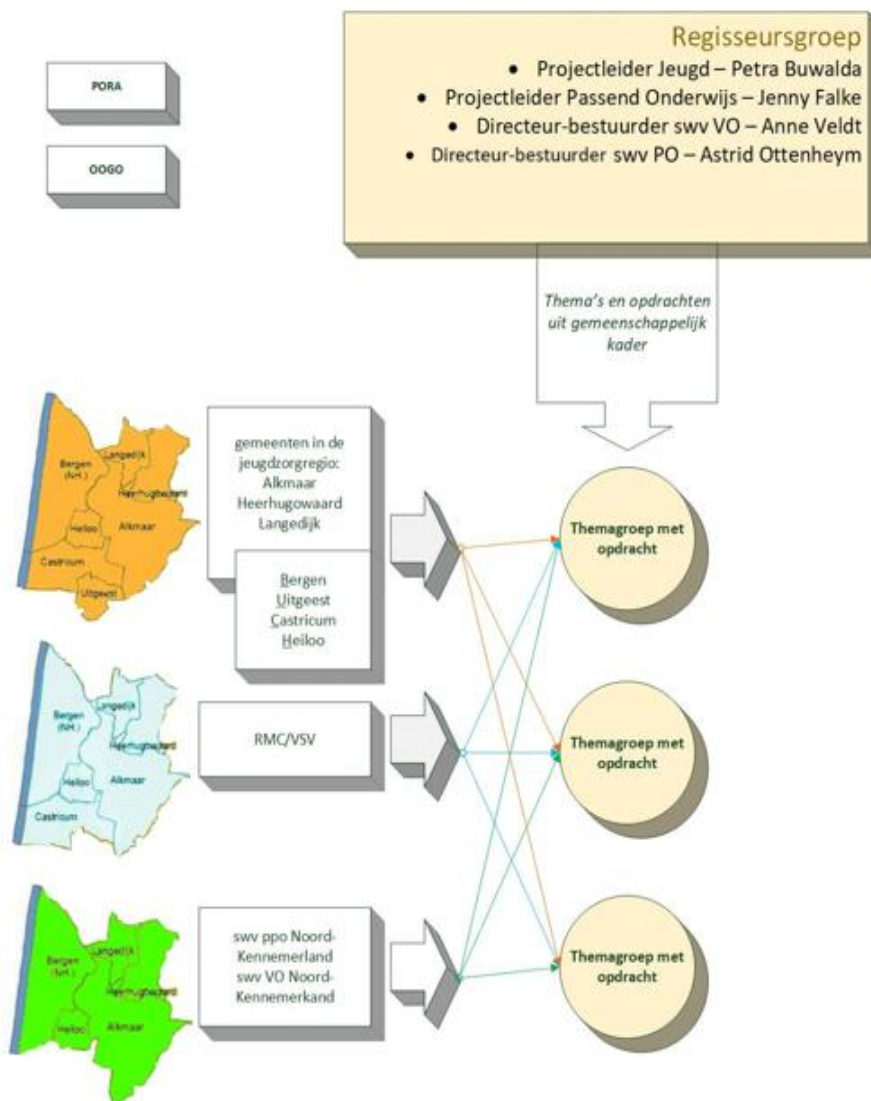 PORA
OOGO
Regisseursgroep
• Projectleider Jeugd – Petra Buwalda
• Projectleider Passend Onderwijs – Jenny Falke
• Directeur-bestuurder swv VO – Anne Veldt
• Directeur-bestuurder swv PO – Astrid Ottenheym
Thema's en opdrachten
uit gemeenschappelijk
kader
Bergen
(NH.)
Langedijk
Heerhugowaard
Heiloo
Alkmaar
Castricum
Uitgeest
gemeenten in de
jeugdzorgregio:
Alkmaar
Heerhugowaard
Langedijk
Bergen
Uitgeest
Castricum
Heiloo
Themagroep met
opdracht
Bergen
(NH.)
Langedijk
Heerhugowaard
Heiloo
Alkmaar
Castricum
RMC/VSV
Themagroep met
opdracht
Bergen
(NH.)
Langedijk
Heerhugowaard
Heiloo
Alkmaar
swv ppo Noord-
Kennemerland
swv VO Noord-
Kennemerkand
Themagroep met
opdracht